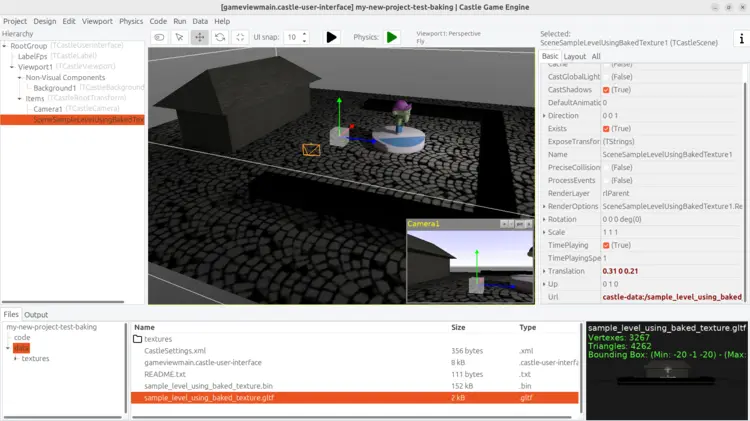 [gameviewmain.castle-user-interface] my-new-project-test-baking | Castle Game Engine
Project Design Edit Viewport Physics Code Run Data Help
UI snap: 10 Physics: Viewport1: Perspective
Fly
Hierarchy
RootGroup (TCastleUserInterface)
LabelFps (TCastleLabel)
Viewport1 (TCastleViewport)
Non-Visual Components
Background1 (TCastleBackground
Items (TCastleRootTransform)
Camera1 (TCastleCamera)
SceneSampleLevelUsingBakedTex
Camera1
Selected:
SceneSampleLevelUsingBakedTexture1 (TCastleScene)
Basic Layout All
Cache (False)
CastGlobalLight (False)
CastShadows (True)
DefaultAnimatio 0
Direction 0 0 1
Exists (True)
ExposeTransfor (TStrings)
Name SceneSampleLevelUsingBakedTexture1
PreciseCollision (False)
ProcessEvents (False)
RenderLayer rlParent
RenderOptions SceneSampleLevelUsingBakedTexture1.Re
Rotation 0 0 0 deg(0)
Scale 1 1 1
TimePlaying (True)
TimePlayingSpe 1
Translation 0.31 0 0.21
Up 0 1 0
Url castle-data:/sample_level_using_baked
Files Output
my-new-project-test-baking
code
data
textures
Name Size Type
textures
CastleSettings.xml 356 bytes .xml
gameviewmain.castle-user-interface 8 kB .castle-user-interfa
README.txt 111 bytes .txt
sample_level_using_baked_texture.bin 152 kB .bin
sample_level_using_baked_texture.gltf 2 kB .gltf
sample_level_using_baked_texture.gltf
Vertexes: 3267
Triangles: 4262
Bounding Box: (Min: -20 -1 -20) - (Max: